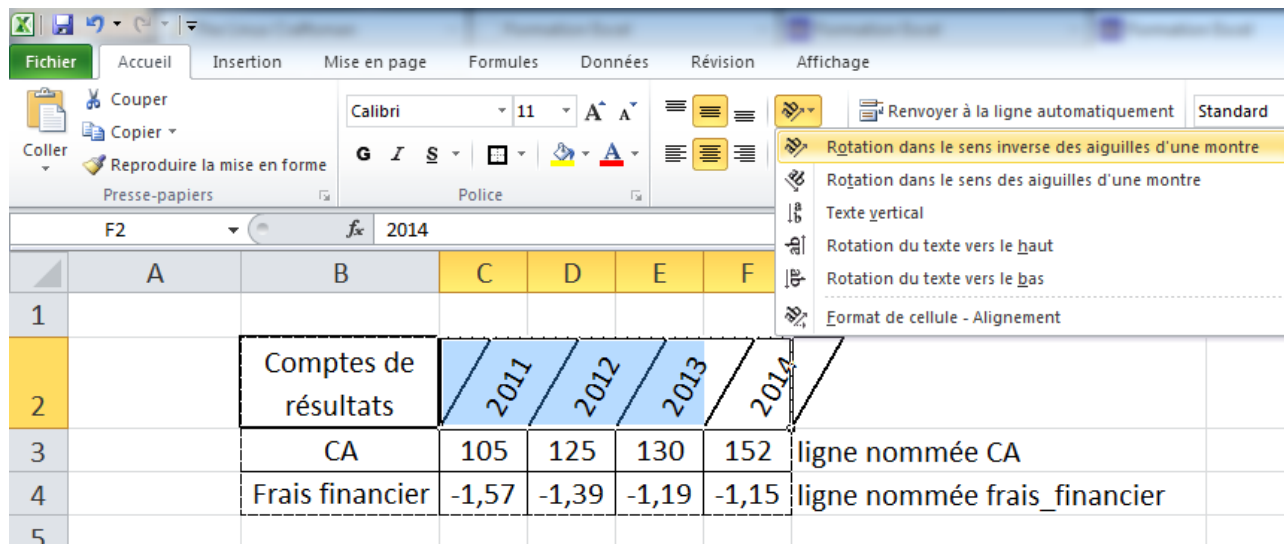 Fichier Accueil Insertion Mise en page Formules Données Révision Affichage
Couper
Copier
Coller
Reproduire la mise en forme
Presse-papiers
Calibri 11 A A
G I S A
Police
Renvoyer à la ligne automatiquement Standard
Rotation dans le sens inverse des aiguilles d'une montre
Rotation dans le sens des aiguilles d'une montre
Texte vertical
Rotation du texte vers le haut
Rotation du texte vers le bas
Format de cellule - Alignement
F2 fx 2014
A B C D E F
1
2 Comptes de
résultats 2011 2012 2013 2014
3 CA 105 125 130 152 ligne nommée CA
4 Frais financier -1,57 -1,39 -1,19 -1,15 ligne nommée frais_financier
5